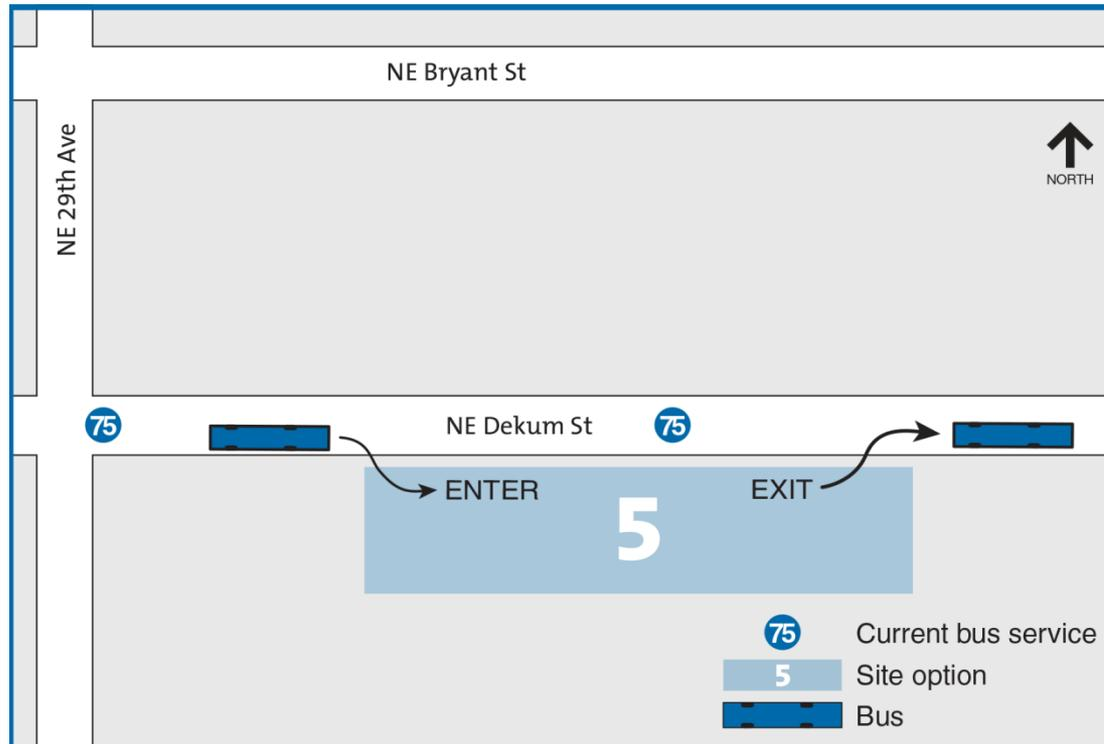 NE Bryant St
NE 29th Ave
NORTH
75
NE Dekum St
75
ENTER
EXIT
5
75 Current bus service
5 Site option
Bus